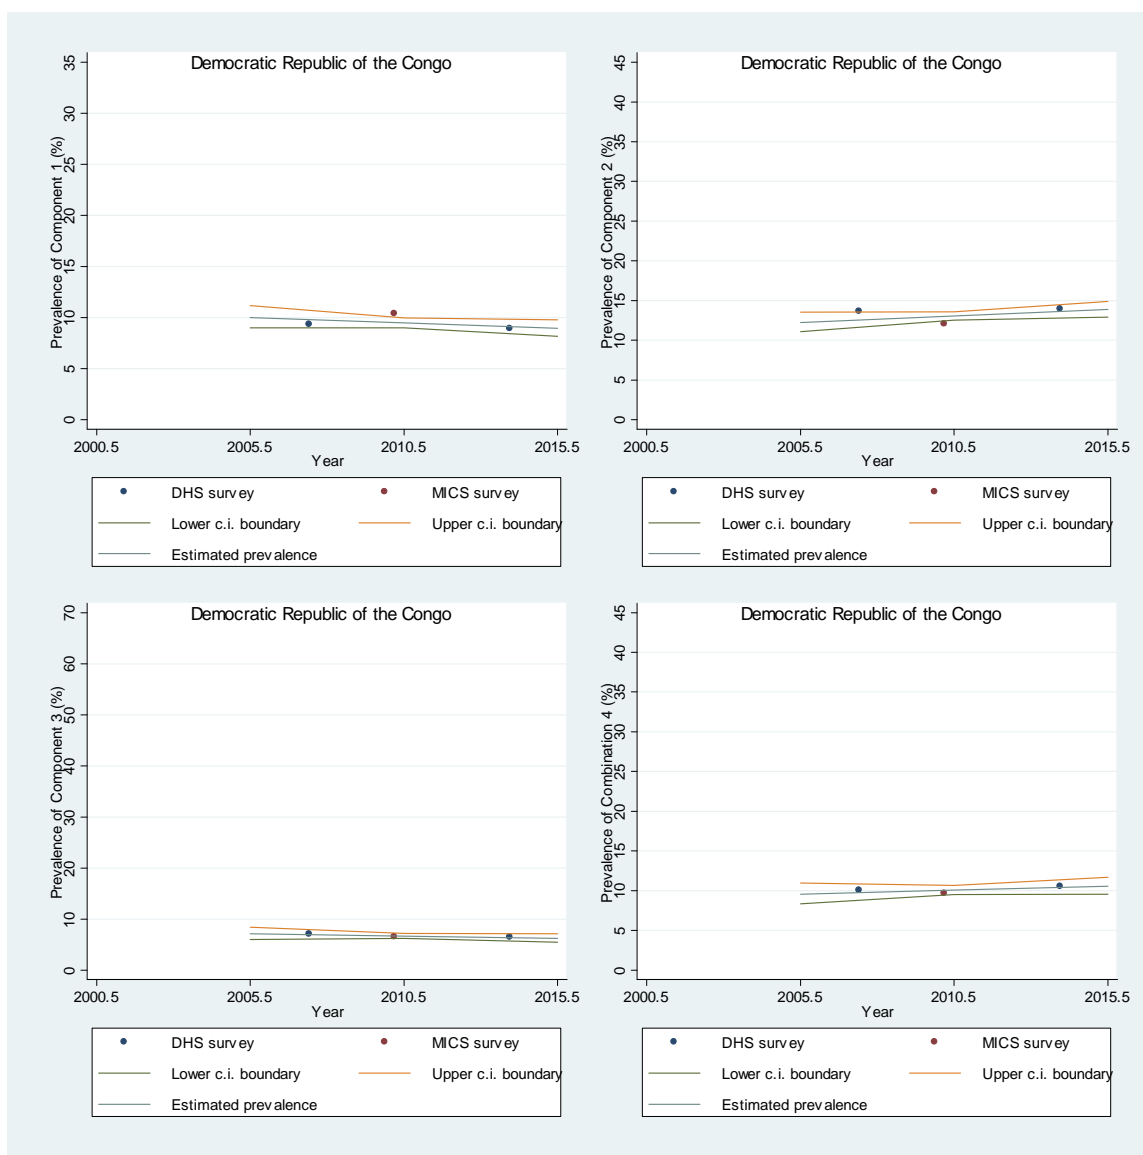 Democratic Republic of the Congo
Prevalence of Component 1 (%)
35
30
25
20
15
10
5
0
2000.5 2005.5 2010.5 2015.5
Year
DHS survey MICS survey
Lower c.i. boundary Upper c.i. boundary
Estimated prevalence
Democratic Republic of the Congo
Prevalence of Component 2 (%)
45
40
35
30
25
20
15
10
5
0
2000.5 2005.5 2010.5 2015.5
Year
DHS survey MICS survey
Lower c.i. boundary Upper c.i. boundary
Estimated prevalence
Democratic Republic of the Congo
Prevalence of Component 3 (%)
70
60
50
40
30
20
10
0
2000.5 2005.5 2010.5 2015.5
Year
DHS survey MICS survey
Lower c.i. boundary Upper c.i. boundary
Estimated prevalence
Democratic Republic of the Congo
Prevalence of Combination 4 (%)
45
40
35
30
25
20
15
10
5
0
2000.5 2005.5 2010.5 2015.5
Year
DHS survey MICS survey
Lower c.i. boundary Upper c.i. boundary
Estimated prevalence